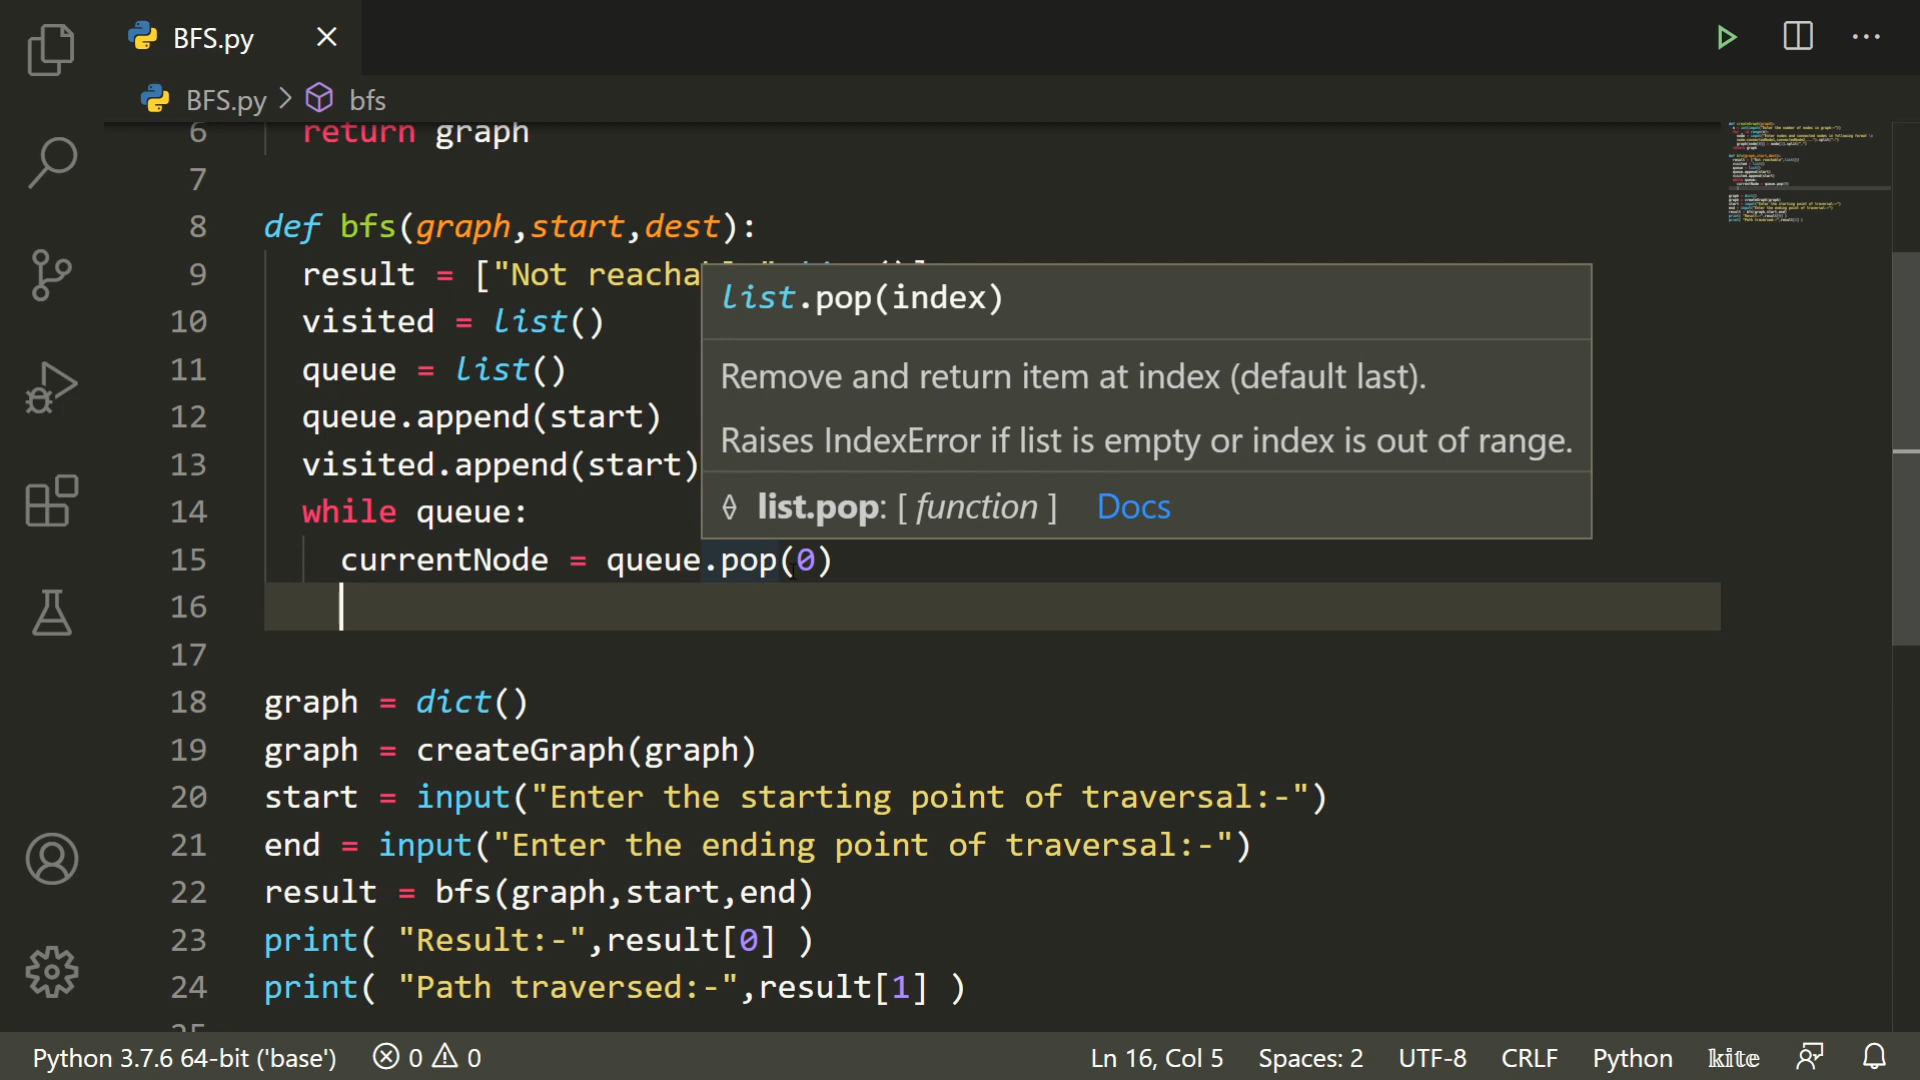 BFS.py
BFS.py > bfs
6 return graph
7
8 def bfs(graph,start,dest):
9 result = ["Not reacha
list.pop(index)
10 visited = list()
11 queue = list()
Remove and return item at index (default last).
12 queue.append(start)
Raises IndexError if list is empty or index is out of range.
13 visited.append(start)
14 while queue:
list.pop: [ function ] Docs
15 currentNode = queue.pop(0)
16
17
18 graph = dict()
19 graph = createGraph(graph)
20 start = input("Enter the starting point of traversal:-")
21 end = input("Enter the ending point of traversal:-")
22 result = bfs(graph,start,end)
23 print( "Result:-",result[0] )
24 print( "Path traversed:-",result[1] )
Python 3.7.6 64-bit ('base') 0 0 Ln 16, Col 5 Spaces: 2 UTF-8 CRLF Python kite